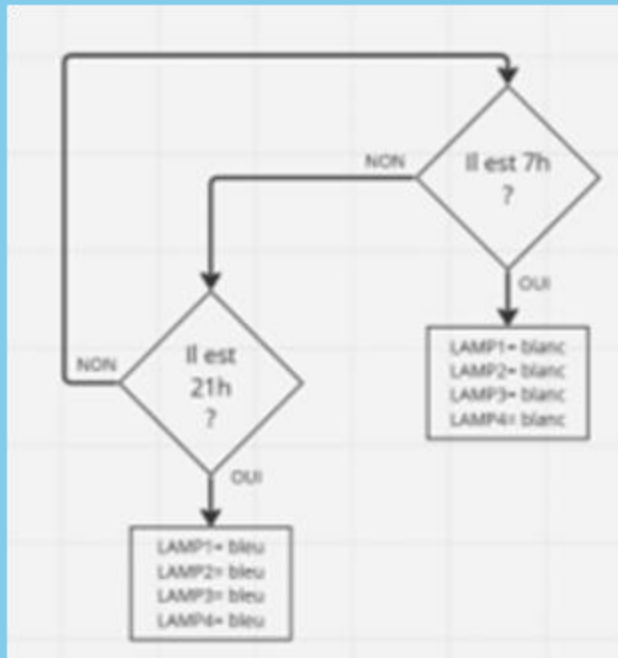 Il est 7h
?
NON
OUI
LAMP1= blanc
LAMP2= blanc
LAMP3= blanc
LAMP4= blanc
Il est
21h
?
NON
OUI
LAMP1= bleu
LAMP2= bleu
LAMP3= bleu
LAMP4= bleu